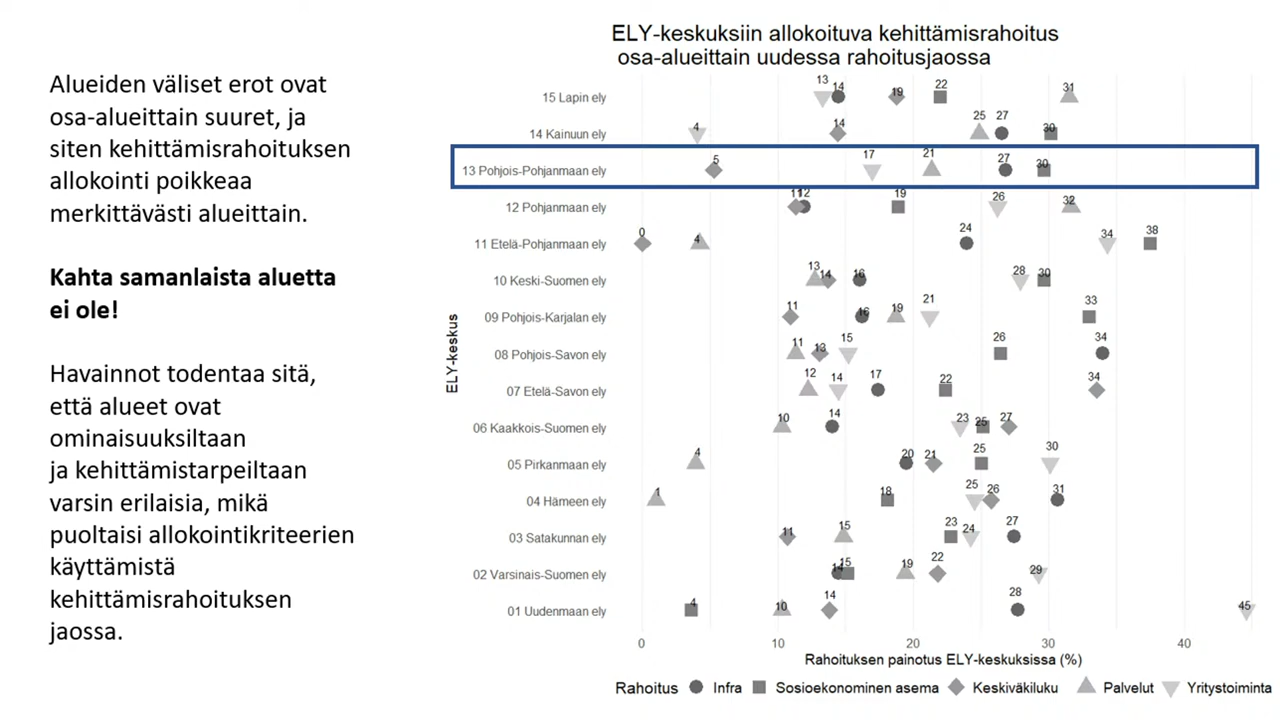 Alueiden väliset erot ovat
osa-alueittain suuret, ja
siten kehittämisrahoituksen
allokointi poikkeaa
merkittävästi alueittain.
Kahta samanlaista aluetta
ei ole!
Havainnot todentaa sitä,
että alueet ovat
ominaisuuksiltaan
ja kehittämistarpeiltaan
varsin erilaisia, mikä
puoltaisi allokointikriteerien
käyttämistä
kehittämisrahoituksen
jaossa.
ELY-keskuksiin allokoituva kehittämisrahoitus
osa-alueittain uudessa rahoitusjaossa
ELY-keskus
15 Lapin ely 13 14 19 22 31
14 Kainuun ely 4 14 25 27 30
13 Pohjois-Pohjanmaan ely 5 17 21 27 30
12 Pohjanmaan ely 11 12 19 26 32
11 Etelä-Pohjanmaan ely 0 4 24 34 38
10 Keski-Suomen ely 13 14 16 28 30
09 Pohjois-Karjalan ely 11 16 19 21 33
08 Pohjois-Savon ely 11 13 15 26 34
07 Etelä-Savon ely 12 14 17 22 34
06 Kaakkois-Suomen ely 10 14 23 25 27
05 Pirkanmaan ely 4 20 21 25 30
04 Hämeen ely 1 18 25 26 31
03 Satakunnan ely 11 15 23 24 27
02 Varsinais-Suomen ely 14 15 19 22 29
01 Uudenmaan ely 4 10 14 28 45
0 10 20 30 40
Rahoituksen painotus ELY-keskuksissa (%)
Rahoitus Infra Sosioekonominen asema Keskiväkiluku Palvelut Yritystoiminta